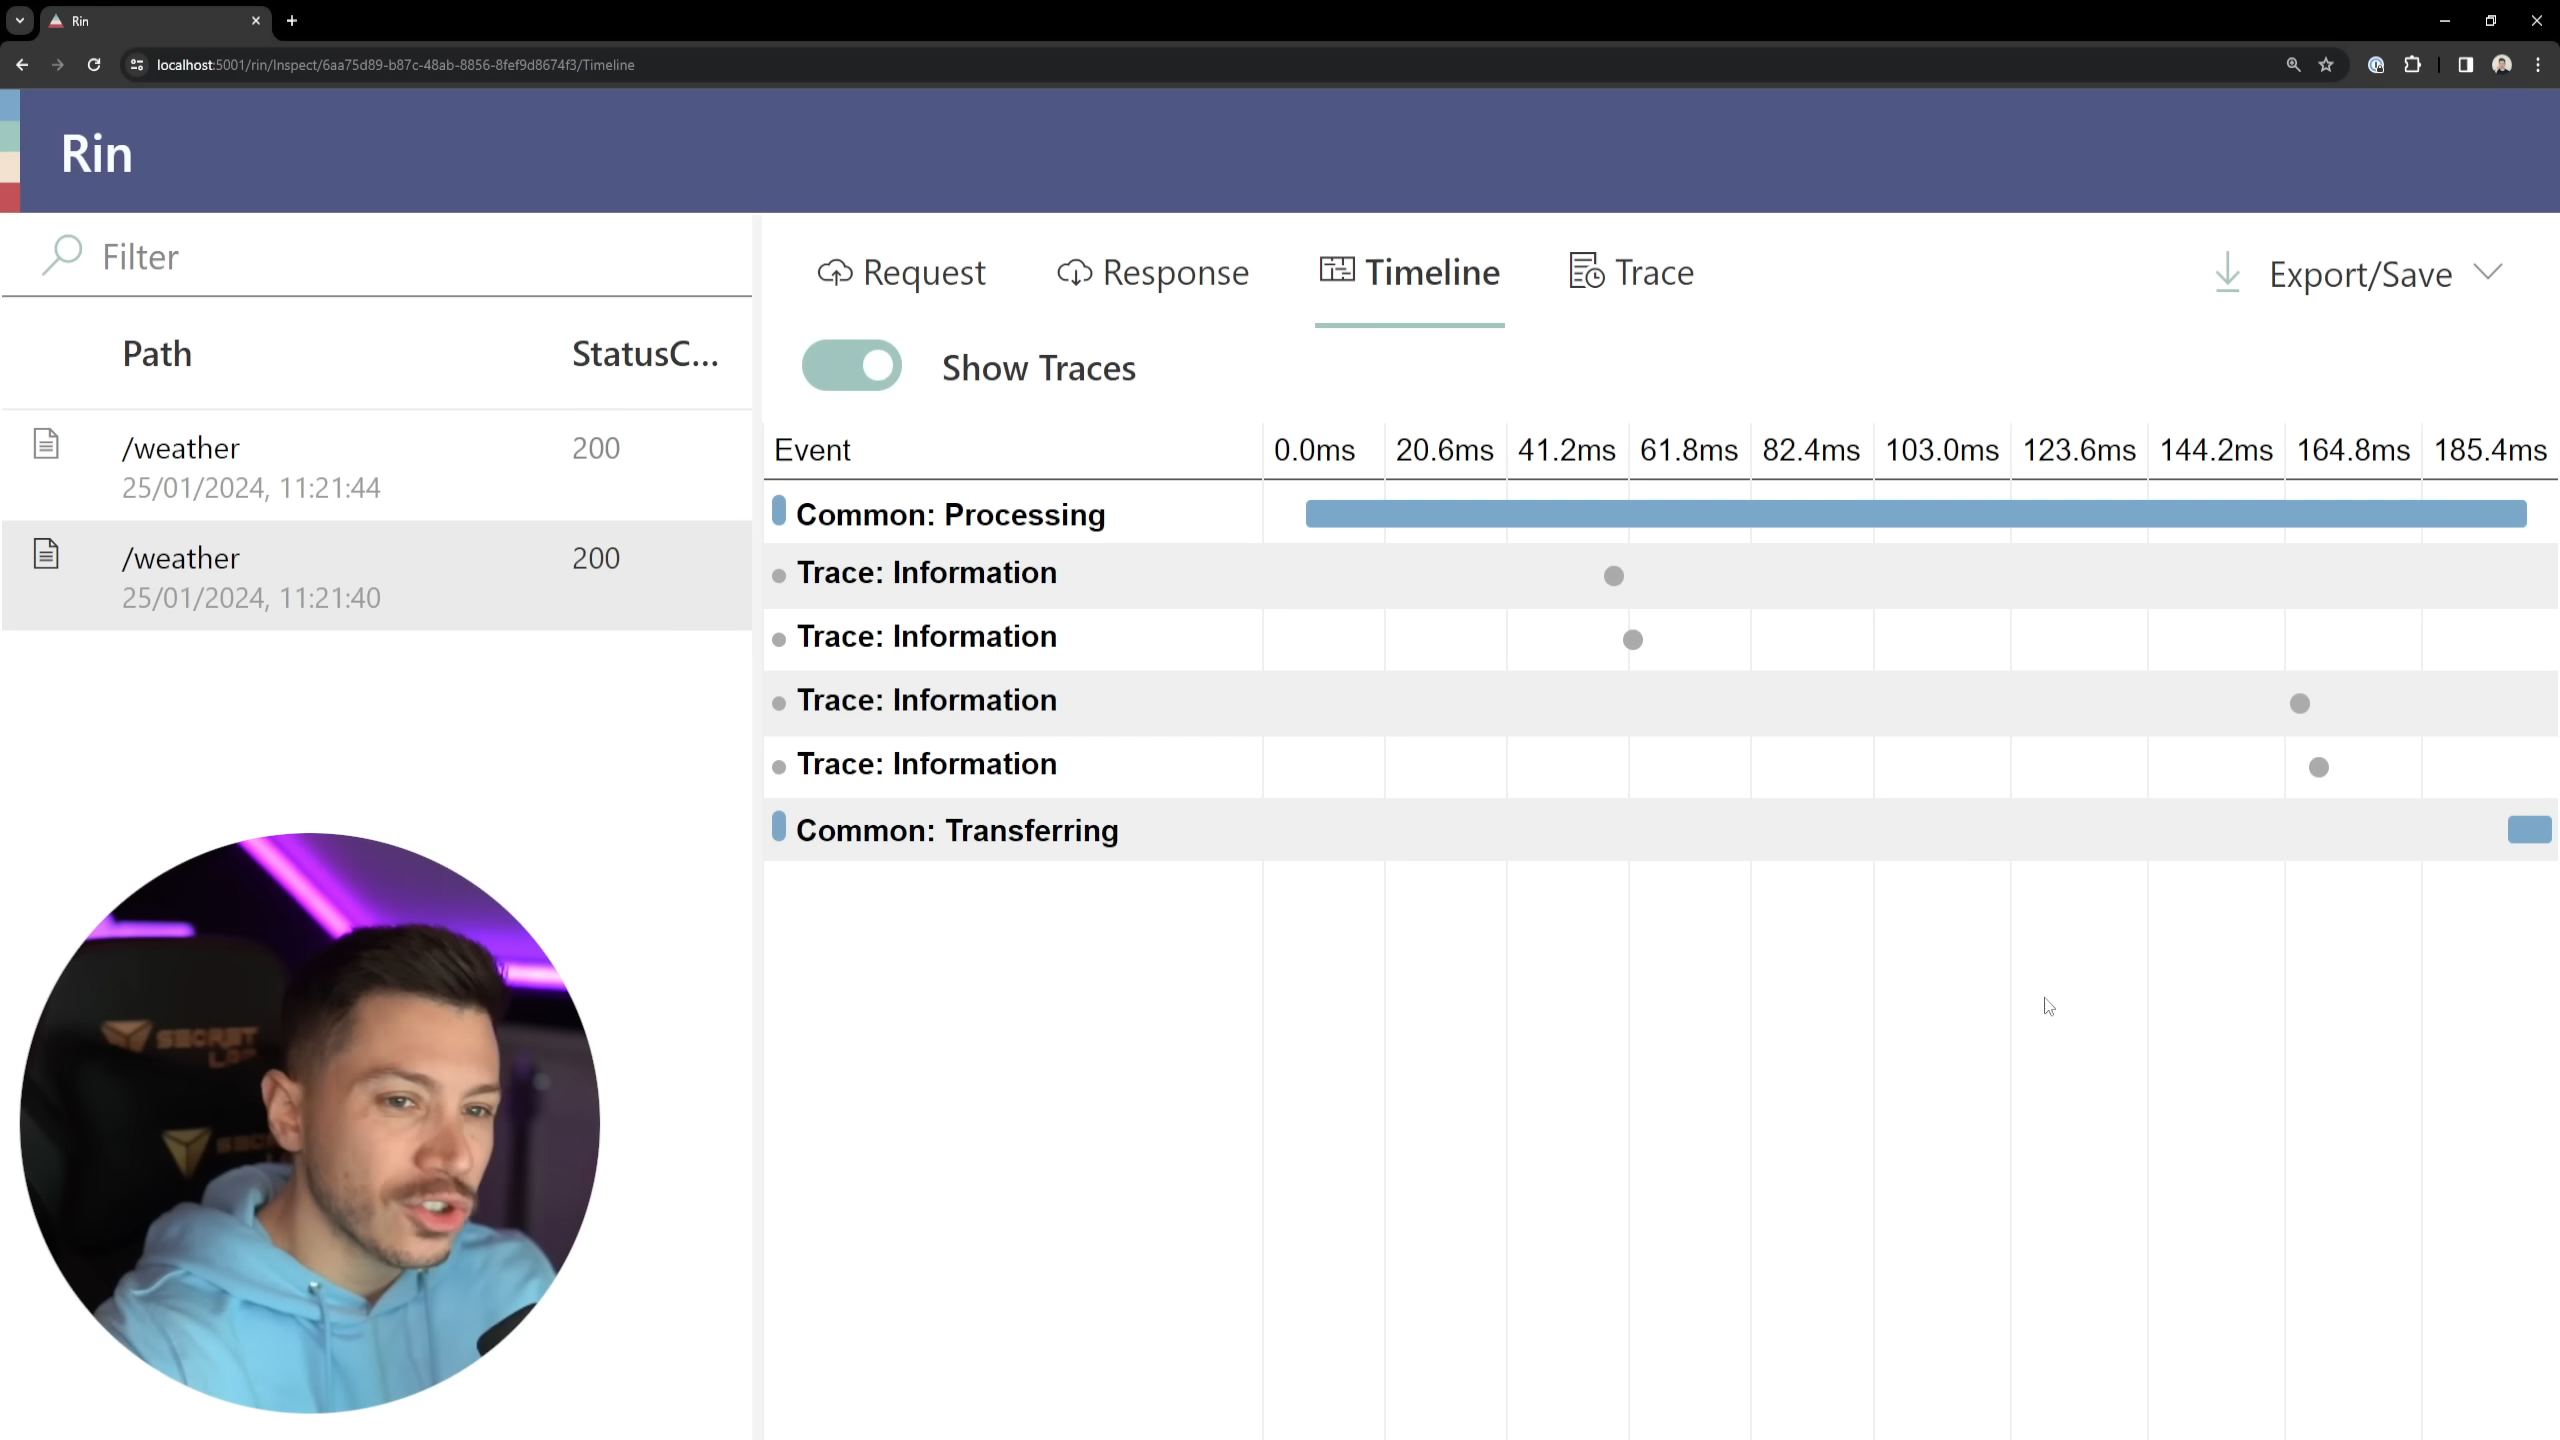 Rin
localhost:5001/rin/Inspect/6aa75d89-b87c-48ab-8856-8fef9d8674f3/Timeline
Rin
Filter
Path StatusC...
/weather 200
25/01/2024, 11:21:44
/weather 200
25/01/2024, 11:21:40
Request Response Timeline Trace Export/Save
Show Traces
Event 0.0ms 20.6ms 41.2ms 61.8ms 82.4ms 103.0ms 123.6ms 144.2ms 164.8ms 185.4ms
Common: Processing
Trace: Information
Trace: Information
Trace: Information
Trace: Information
Common: Transferring
SECRET
LAB